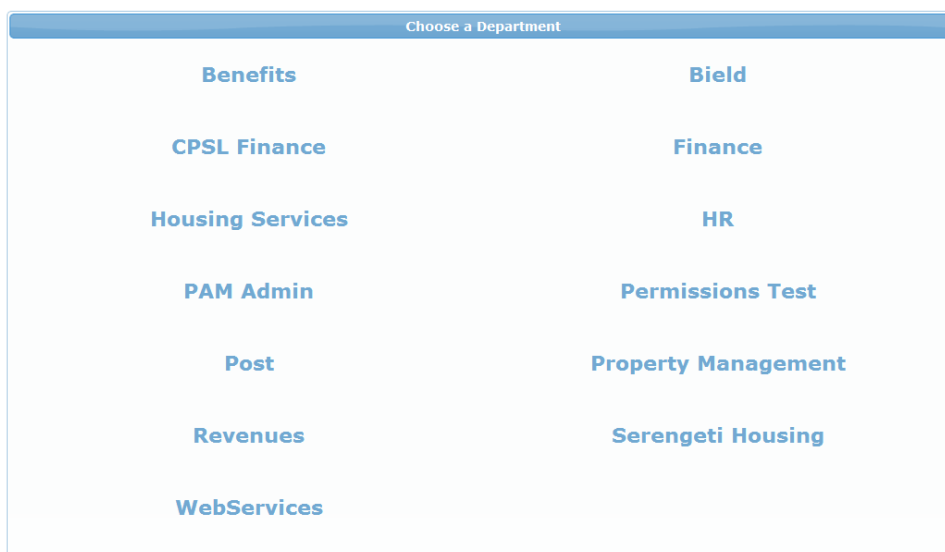 Choose a Department
Benefits
Bield
CPSL Finance
Finance
Housing Services
HR
PAM Admin
Permissions Test
Post
Property Management
Revenues
Serengeti Housing
WebServices